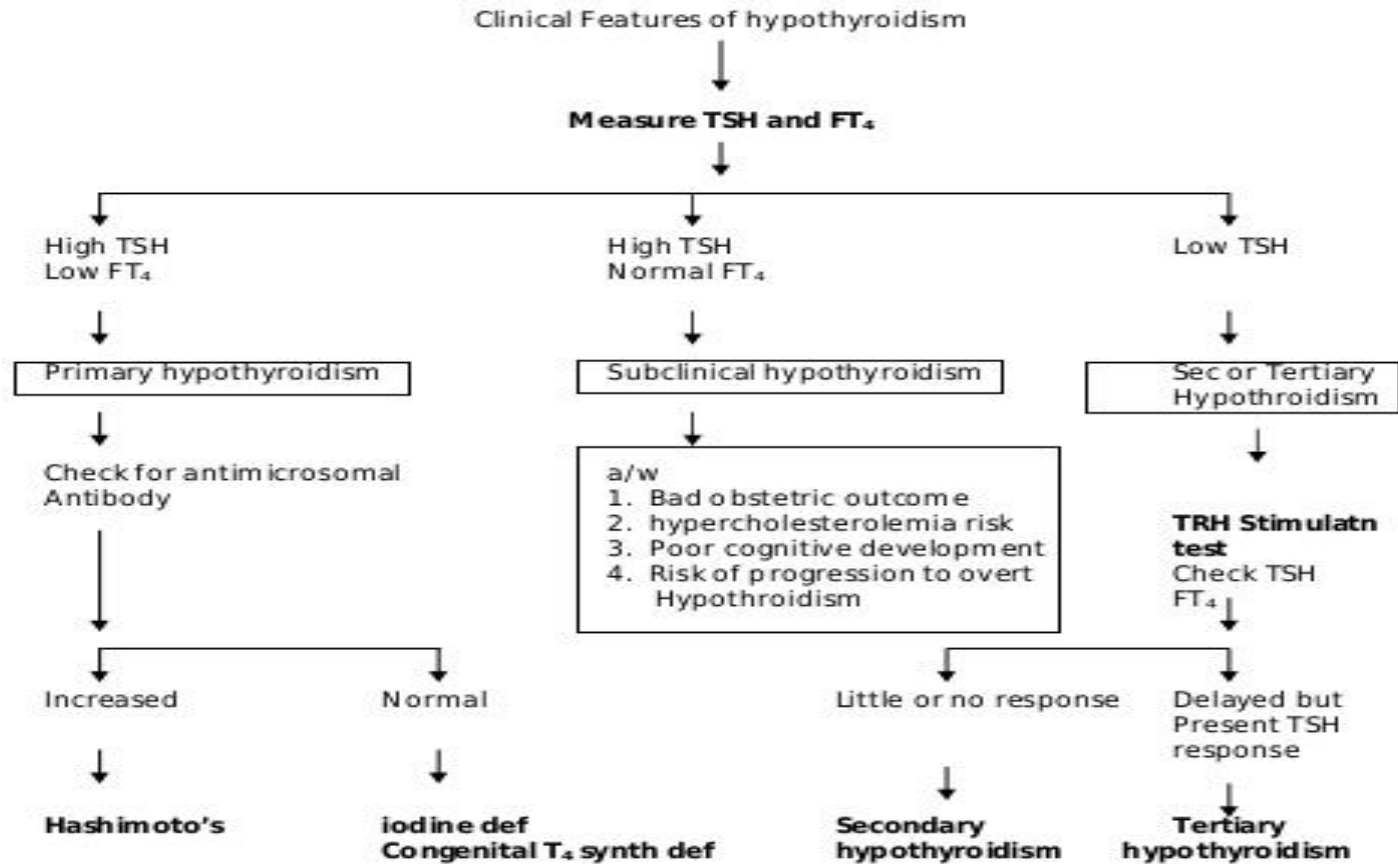 Clinical Features of hypothyroidism
Measure TSH and FT₄
High TSH
Low FT₄
High TSH
Normal FT₄
Low TSH
Primary hypothyroidism
Subclinical hypothyroidism
Sec or Tertiary
Hypothroidism
Check for antimicrosomal
Antibody
a/w
1. Bad obstetric outcome
2. hypercholesterolemia risk
3. Poor cognitive development
4. Risk of progression to overt
Hypothroidism
TRH Stimulatn
test
Check TSH
FT₄
Increased
Normal
Little or no response
Delayed but
Present TSH
response
Hashimoto's
iodine def
Congenital T₄ synth def
Secondary
hypothyroidism
Tertiary
hypothyroidism